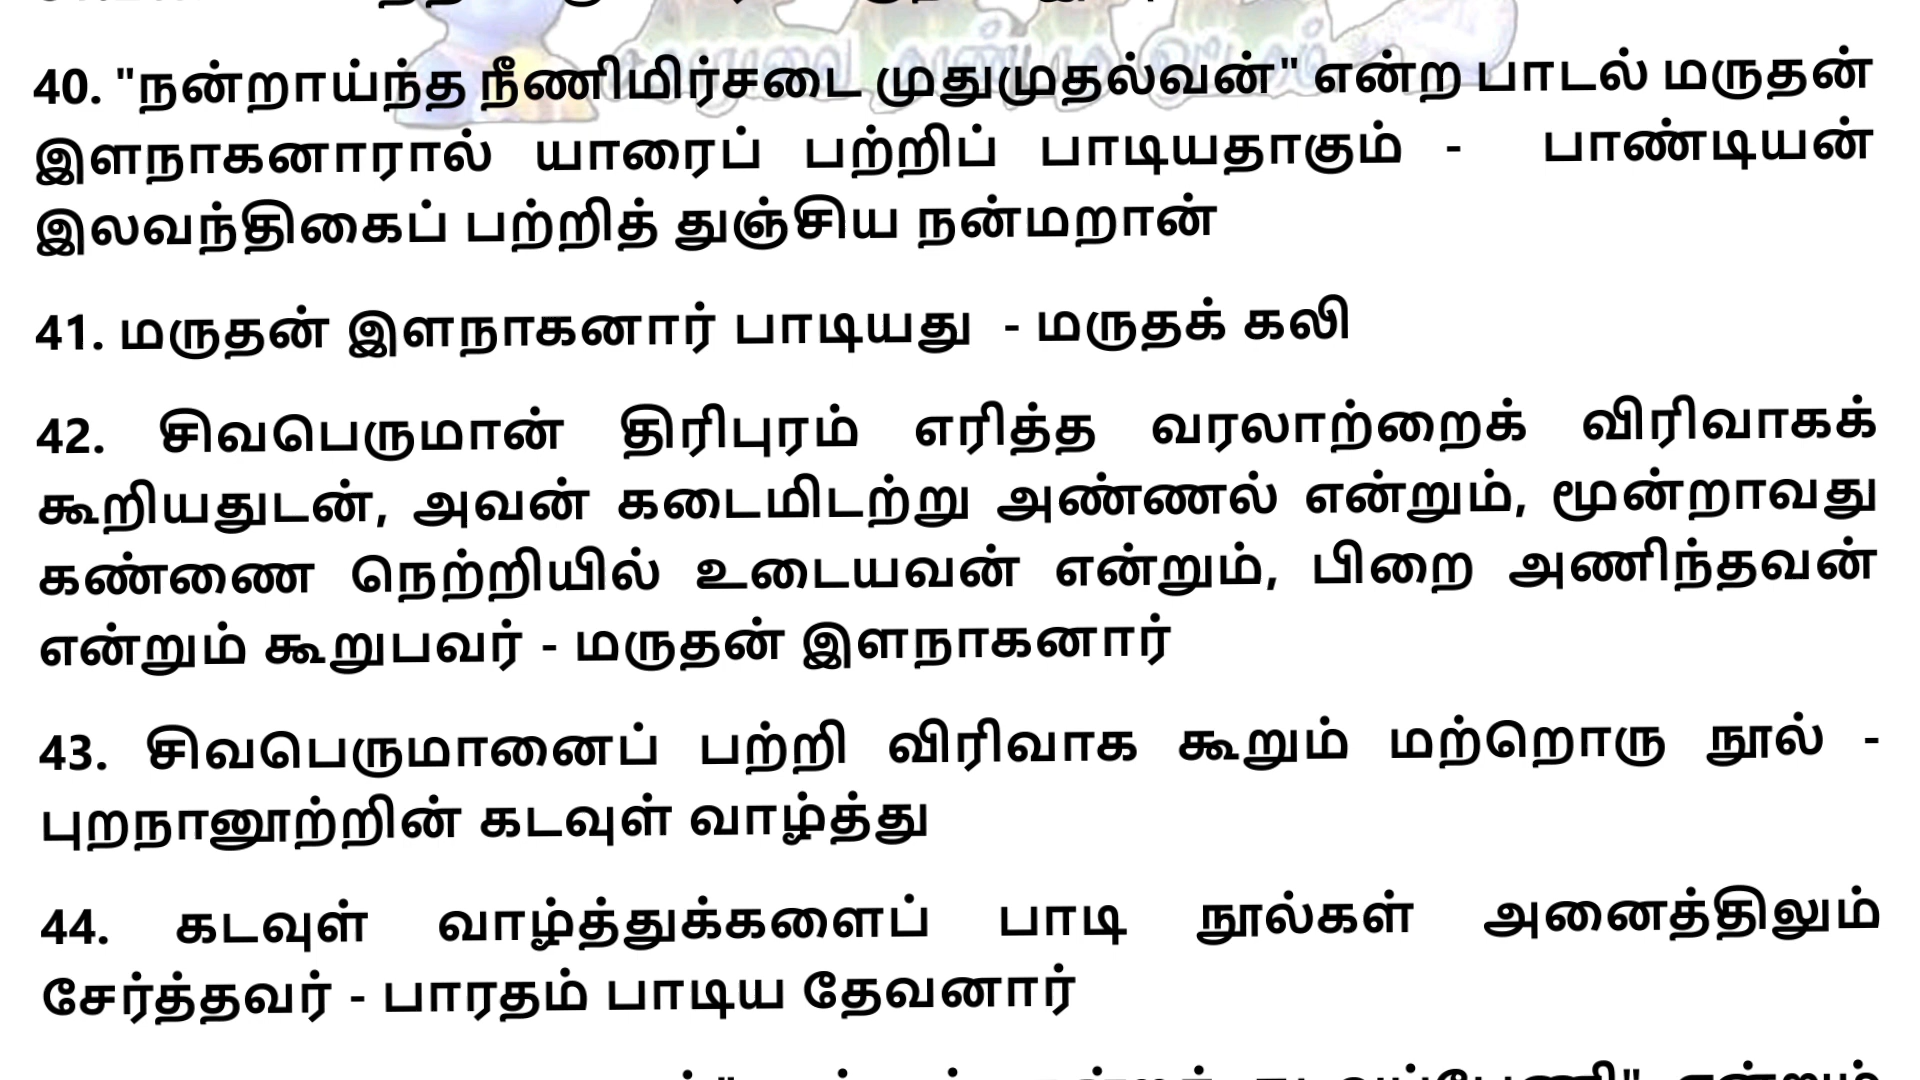 40. "நன்றாய்ந்த நீணிமிர்சடை முதுமுதல்வன்" என்ற பாடல் மருதன்
இளநாகனாரால் யாரைப் பற்றிப் பாடியதாகும் - பாண்டியன்
இலவந்திகைப் பற்றித் துஞ்சிய நன்மறான்
41. மருதன் இளநாகனார் பாடியது - மருதக் கலி
42. சிவபெருமான் திரிபுரம் எரித்த வரலாற்றைக் விரிவாகக்
கூறியதுடன், அவன் கடைமிடற்று அண்ணல் என்றும், மூன்றாவது
கண்ணை நெற்றியில் உடையவன் என்றும், பிறை அணிந்தவன்
என்றும் கூறுபவர் - மருதன் இளநாகனார்
43. சிவபெருமானைப் பற்றி விரிவாக கூறும் மற்றொரு நூல் -
புறநானூற்றின் கடவுள் வாழ்த்து
44. கடவுள் வாழ்த்துக்களைப் பாடி நூல்கள் அனைத்திலும்
சேர்த்தவர் - பாரதம் பாடிய தேவனார்